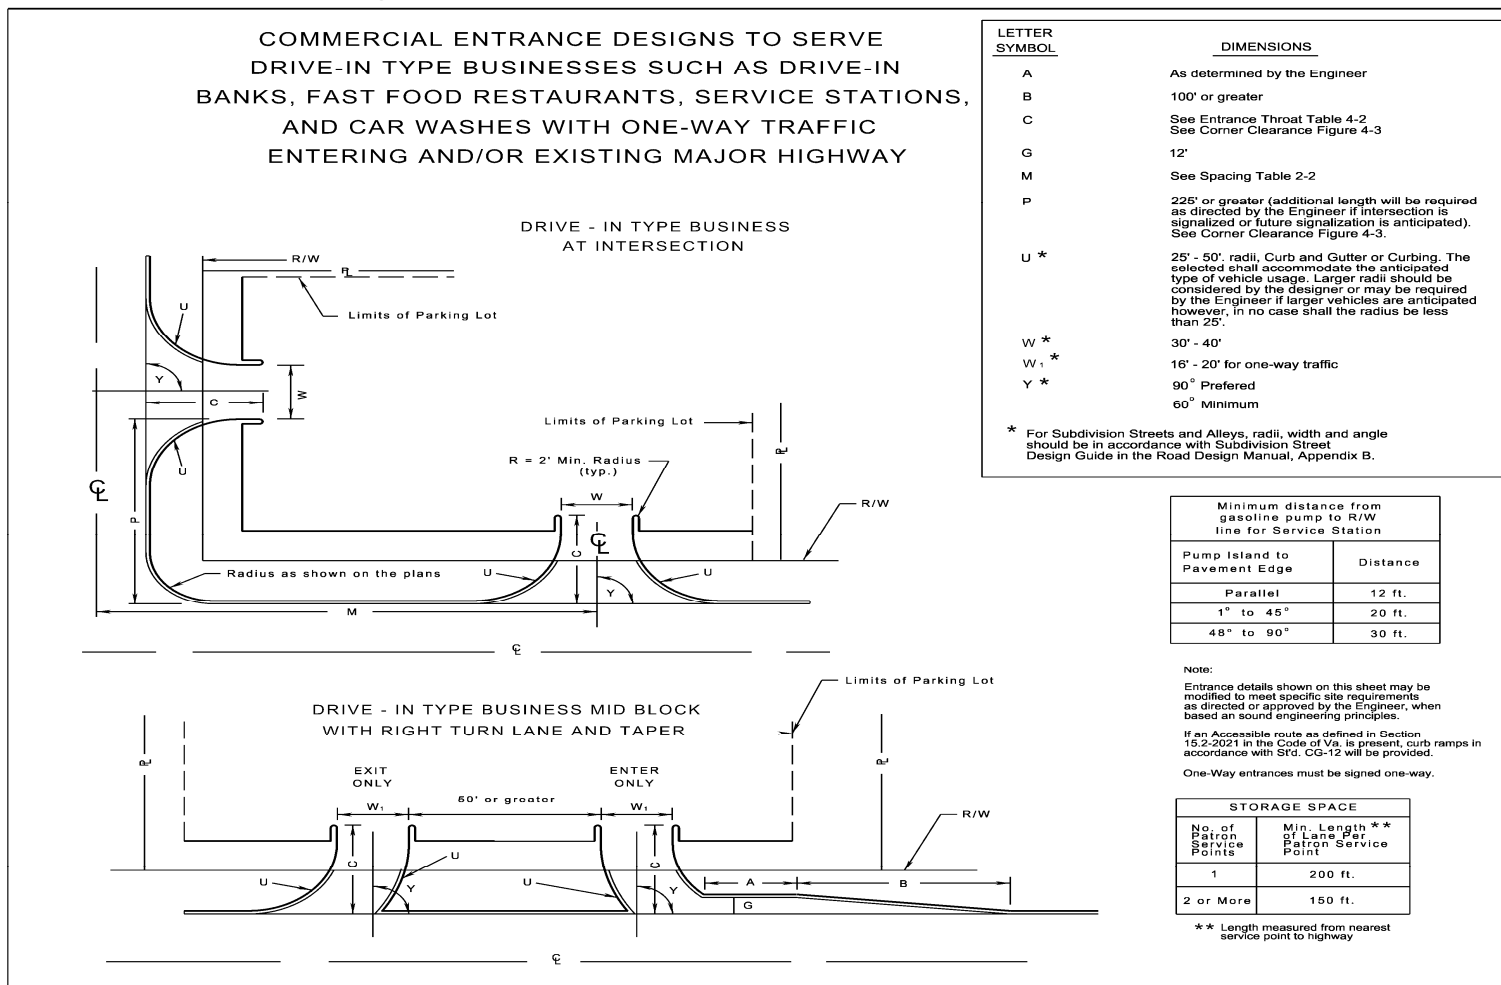 COMMERCIAL ENTRANCE DESIGNS TO SERVE
DRIVE-IN TYPE BUSINESSES SUCH AS DRIVE-IN
BANKS, FAST FOOD RESTAURANTS, SERVICE STATIONS,
AND CAR WASHES WITH ONE-WAY TRAFFIC
ENTERING AND/OR EXISTING MAJOR HIGHWAY
LETTER
SYMBOL
DIMENSIONS
A As determined by the Engineer
B 100' or greater
C See Entrance Throat Table 4-2
See Corner Clearance Figure 4-3
G 12'
M See Spacing Table 2-2
P 225' or greater (additional length will be required
as directed by the Engineer if intersection is
signalized or future signalization is anticipated).
See Corner Clearance Figure 4-3.
U * 25' - 50'. radii, Curb and Gutter or Curbing. The
selected shall accommodate the anticipated
type of vehicle usage. Larger radii should be
considered by the designer or may be required
by the Engineer if larger vehicles are anticipated
however, in no case shall the radius be less
than 25'.
W * 30' - 40'
W₁ * 16' - 20' for one-way traffic
Y * 90° Prefered
60° Minimum
* For Subdivision Streets and Alleys, radii, width and angle
should be in accordance with Subdivision Street
Design Guide in the Road Design Manual, Appendix B.
DRIVE - IN TYPE BUSINESS
AT INTERSECTION
R/W
PL
Limits of Parking Lot
U
Y
C
W
U
CL
P
Limits of Parking Lot
R = 2' Min. Radius
(typ.)
PL
W
R/W
C
CL
U
U
Y
Radius as shown on the plans
M
CL
Minimum distance from
gasoline pump to R/W
line for Service Station
Pump Island to
Pavement Edge
Distance
Parallel 12 ft.
1° to 45° 20 ft.
48° to 90° 30 ft.
Note:
Entrance details shown on this sheet may be
modified to meet specific site requirements
as directed or approved by the Engineer, when
based an sound engineering principles.
If an Accessible route as defined in Section
15.2-2021 in the Code of Va. is present, curb ramps in
accordance with St'd. CG-12 will be provided.
One-Way entrances must be signed one-way.
STORAGE SPACE
No. of
Patron
Service
Points
Min. Length **
of Lane Per
Patron Service
Point
1 200 ft.
2 or More 150 ft.
** Length measured from nearest
service point to highway
Limits of Parking Lot
DRIVE - IN TYPE BUSINESS MID BLOCK
WITH RIGHT TURN LANE AND TAPER
PL
PL
EXIT
ONLY
ENTER
ONLY
W₁
50' or greater
W₁
R/W
C
C
U
U
U
Y
Y
A
B
G
CL